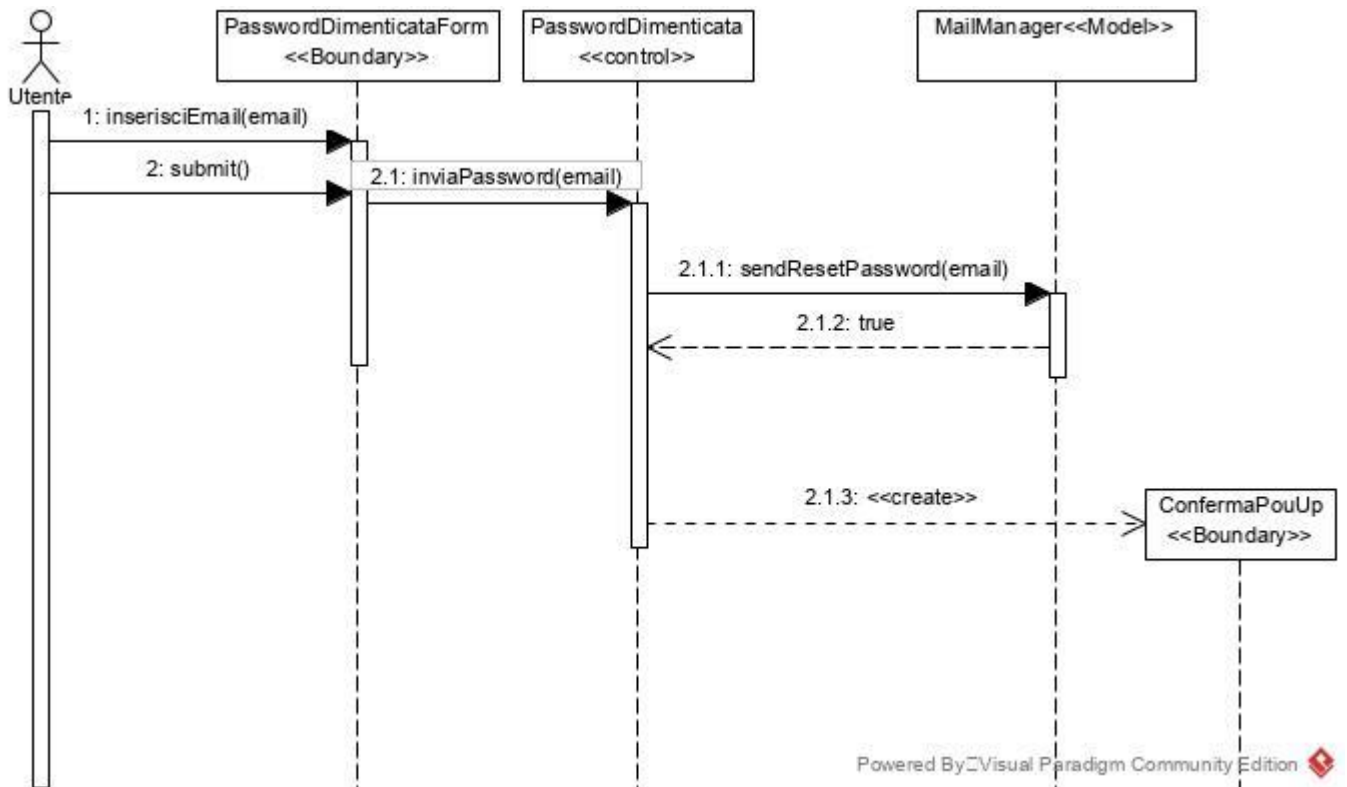 PasswordDimenticataForm
<<Boundary>>
PasswordDimenticata
<<control>>
MailManager<<Model>>
Utente
1: inserisciEmail(email)
2: submit()
2.1: inviaPassword(email)
2.1.1: sendResetPassword(email)
2.1.2: true
2.1.3: <<create>>
ConfermaPouUp
<<Boundary>>
Powered By Visual Paradigm Community Edition